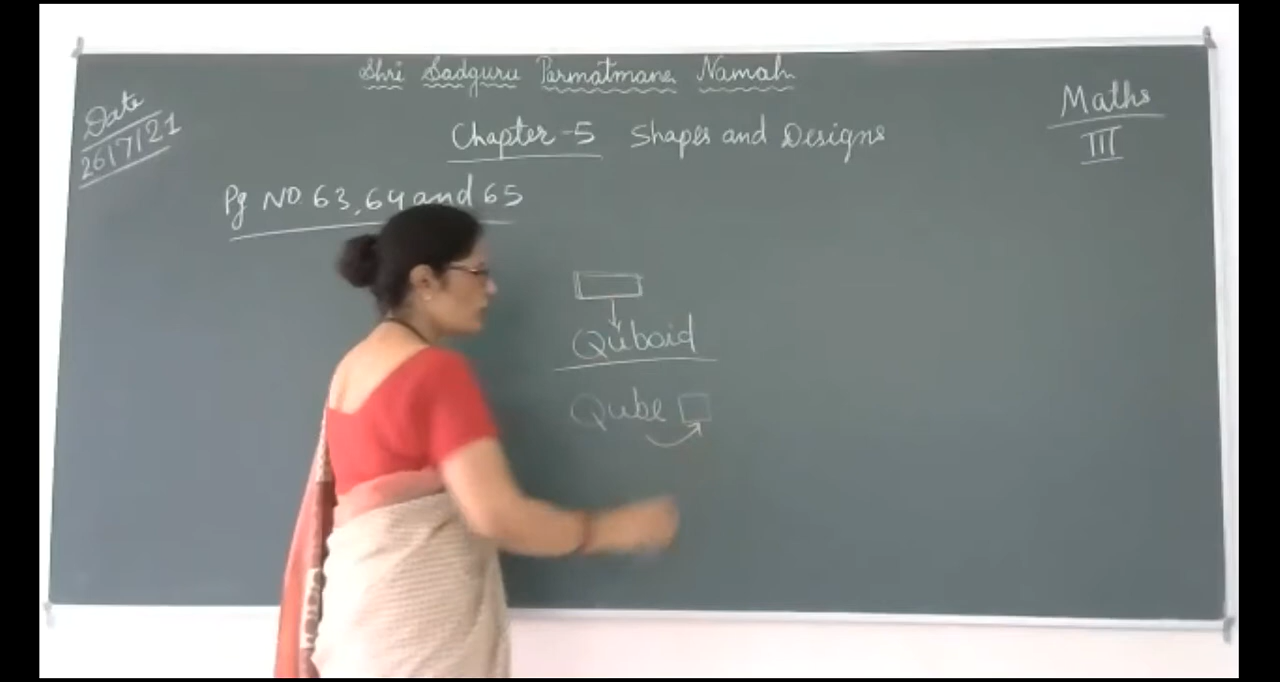 Shri Sadguru Permatmane Namah
Date
26/7/21
Maths
III
Chapter-5 Shapes and Designs
Pg No. 63, 64 and 65
Quboid
Qube